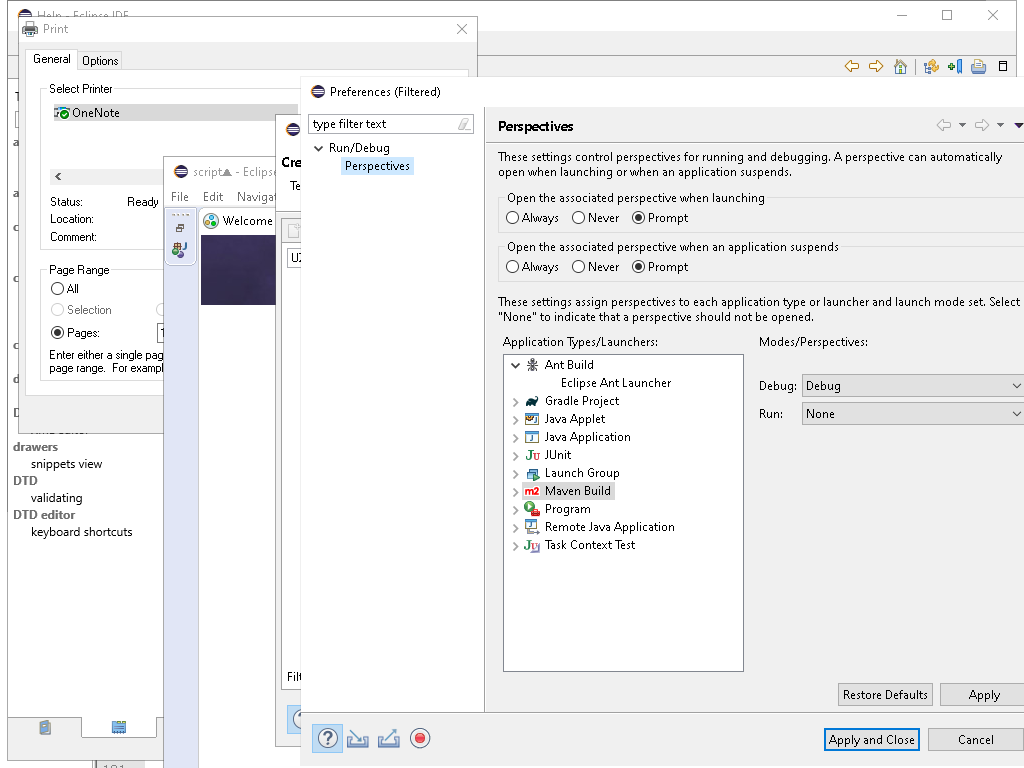 Help - Eclipse IDE
Print
General
Options
Select Printer
OneNote
Status:
Ready
Location:
Comment:
Page Range
All
Selection
Pages:
Enter either a single pag
page range. For exampl
drawers
snippets view
DTD
validating
DTD editor
keyboard shortcuts
script - Eclipse
File
Edit
Naviga
Welcome
Cre
Te
Filt
Preferences (Filtered)
type filter text
Run/Debug
Perspectives
Perspectives
These settings control perspectives for running and debugging. A perspective can automatically
open when launching or when an application suspends.
Open the associated perspective when launching
Always
Never
Prompt
Open the associated perspective when an application suspends
Always
Never
Prompt
These settings assign perspectives to each application type or launcher and launch mode set. Select
"None" to indicate that a perspective should not be opened.
Application Types/Launchers:
Modes/Perspectives:
Ant Build
Eclipse Ant Launcher
Gradle Project
Java Applet
Java Application
JUnit
Launch Group
m2 Maven Build
Program
Remote Java Application
Task Context Test
Debug:
Debug
Run:
None
Restore Defaults
Apply
Apply and Close
Cancel